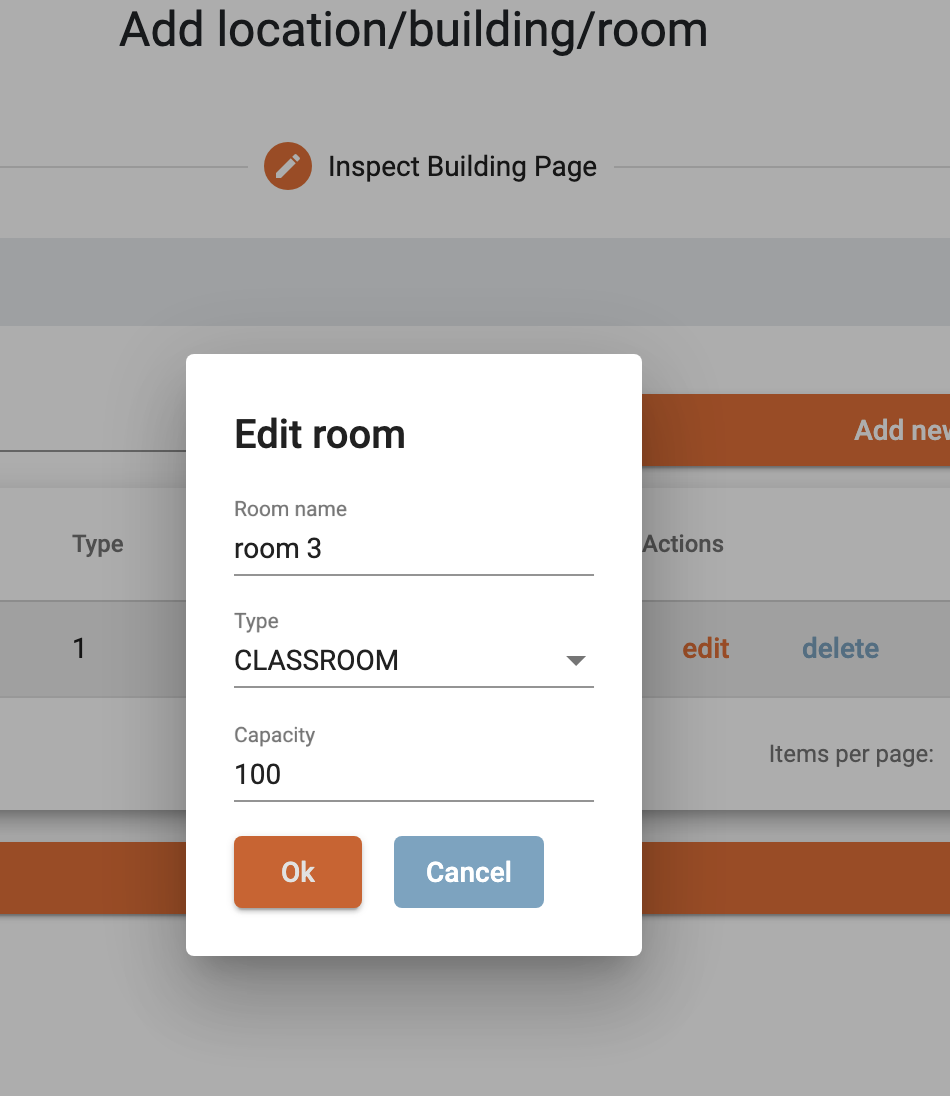 Add location/building/room
Inspect Building Page
Add
Edit room
Room name
room 3
Type
CLASSROOM
Capacity
100
Ok
Cancel
Type
Actions
1
edit
delete
Items per page: